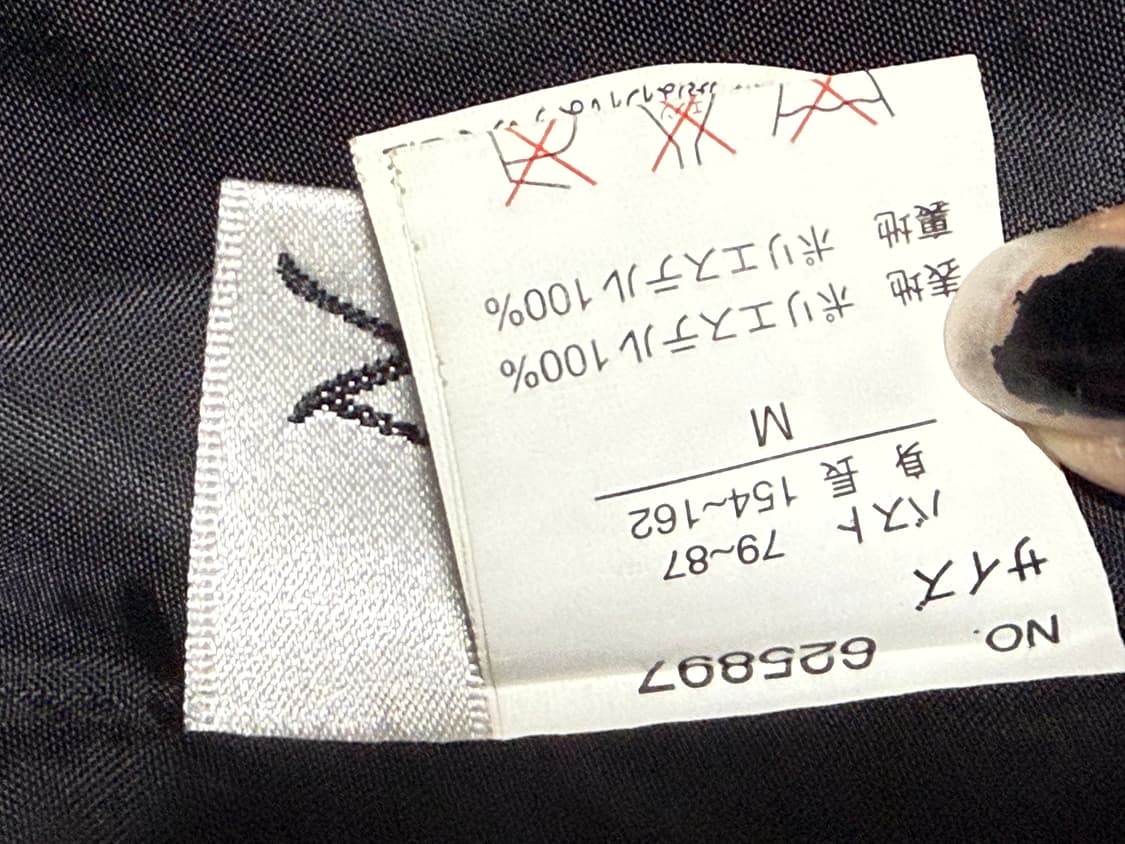 NO. 625897
サイズ
バスト 79~87
身長 154~162
M
表地 ポリエステル100%
裏地 ポリエステル100%